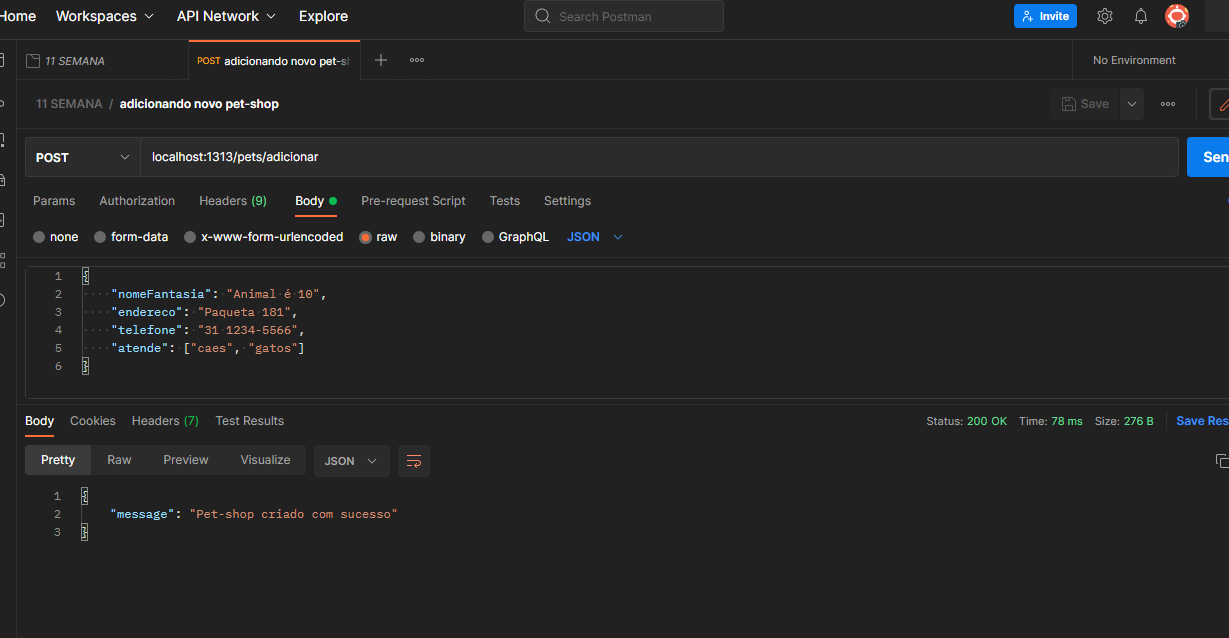 Home Workspaces API Network Explore Search Postman Invite
11 SEMANA POST adicionando novo pet-sh No Environment
11 SEMANA / adicionando novo pet-shop Save
POST localhost:1313/pets/adicionar Sen
Params Authorization Headers (9) Body Pre-request Script Tests Settings
none form-data x-www-form-urlencoded raw binary GraphQL JSON
1 {
2 "nomeFantasia": "Animal é 10",
3 "endereco": "Paqueta 181",
4 "telefone": "31 1234-5566",
5 "atende": ["caes", "gatos"]
6 }
Body Cookies Headers (7) Test Results Status: 200 OK Time: 78 ms Size: 276 B Save Res
Pretty Raw Preview Visualize JSON
1 {
2 "message": "Pet-shop criado com sucesso"
3 }